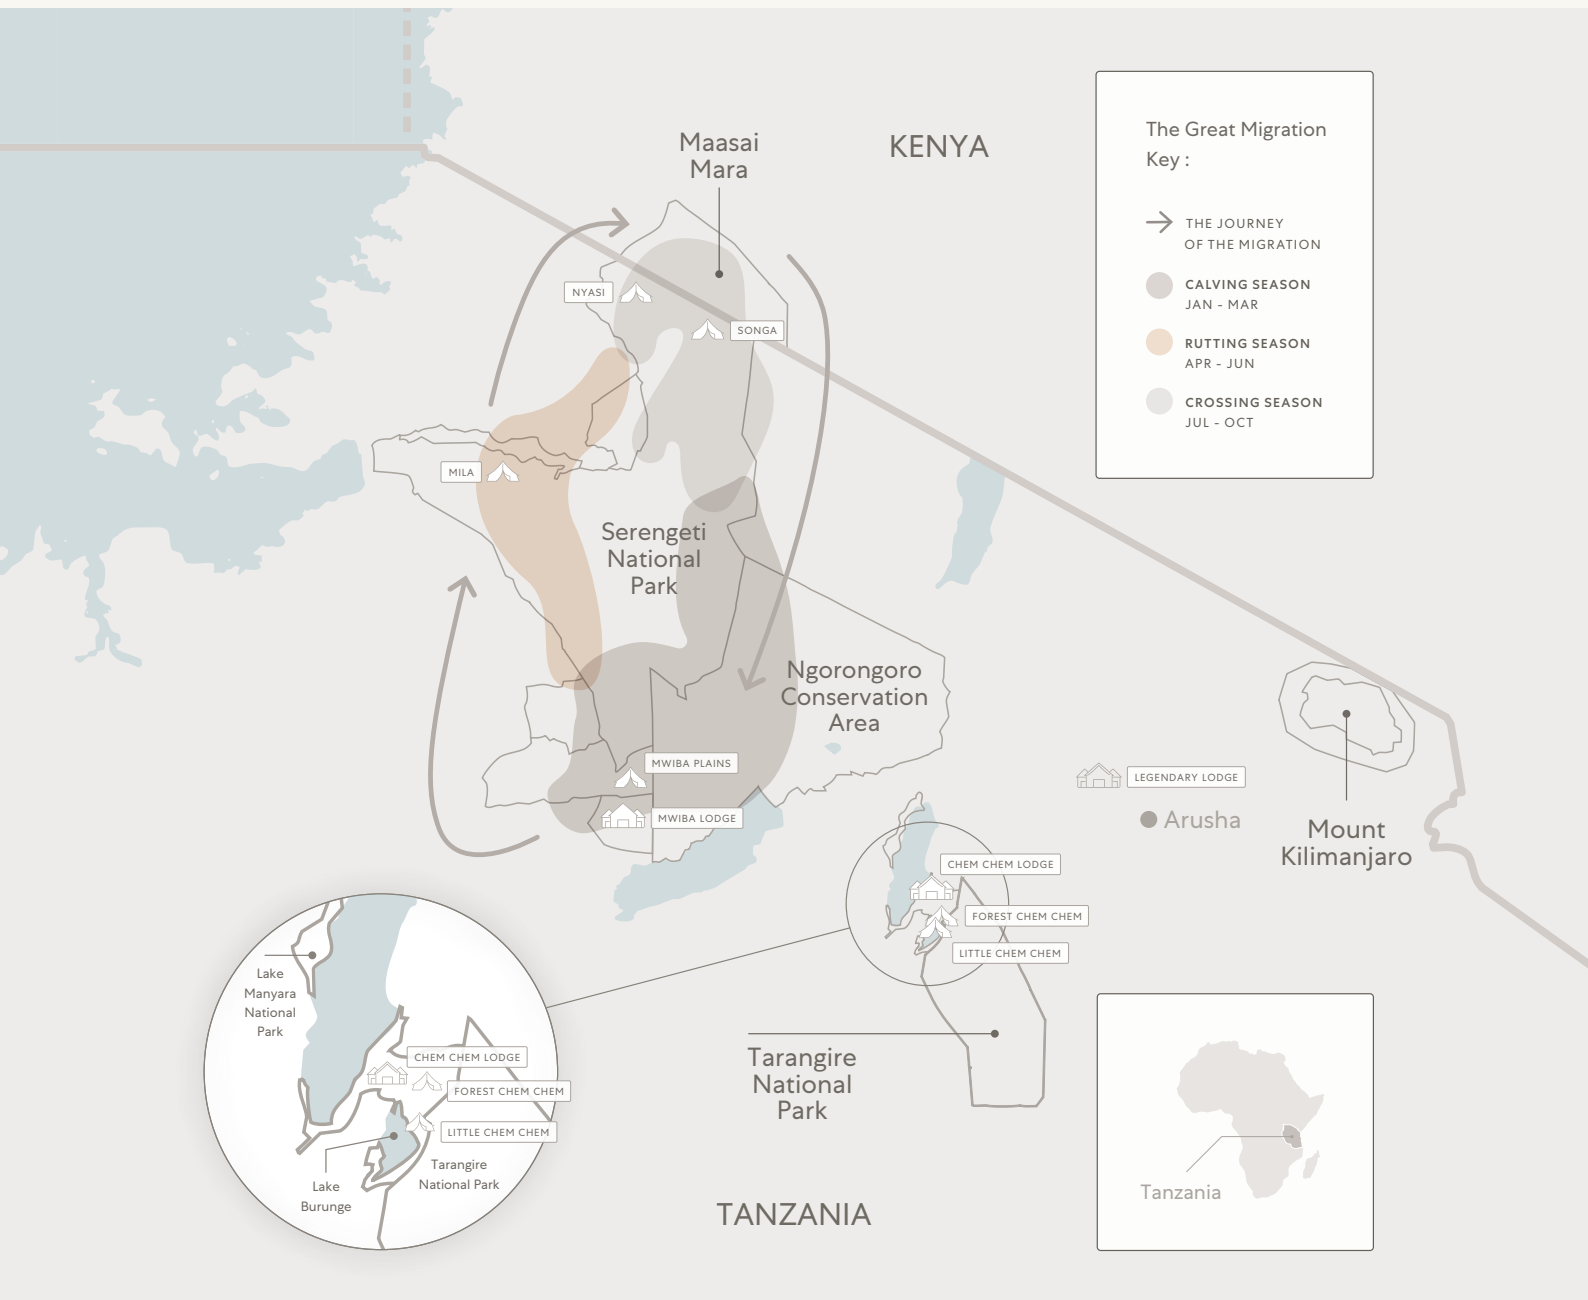 Maasai
Mara
KENYA
The Great Migration
Key :
THE JOURNEY
OF THE MIGRATION
CALVING SEASON
JAN - MAR
RUTTING SEASON
APR - JUN
CROSSING SEASON
JUL - OCT
NYASI
SONGA
MILA
Serengeti
National
Park
Ngorongoro
Conservation
Area
MWIBA PLAINS
MWIBA LODGE
LEGENDARY LODGE
Arusha
Mount
Kilimanjaro
CHEM CHEM LODGE
FOREST CHEM CHEM
LITTLE CHEM CHEM
Lake
Manyara
National
Park
CHEM CHEM LODGE
FOREST CHEM CHEM
LITTLE CHEM CHEM
Tarangire
National Park
Lake
Burunge
Tarangire
National
Park
Tanzania
TANZANIA